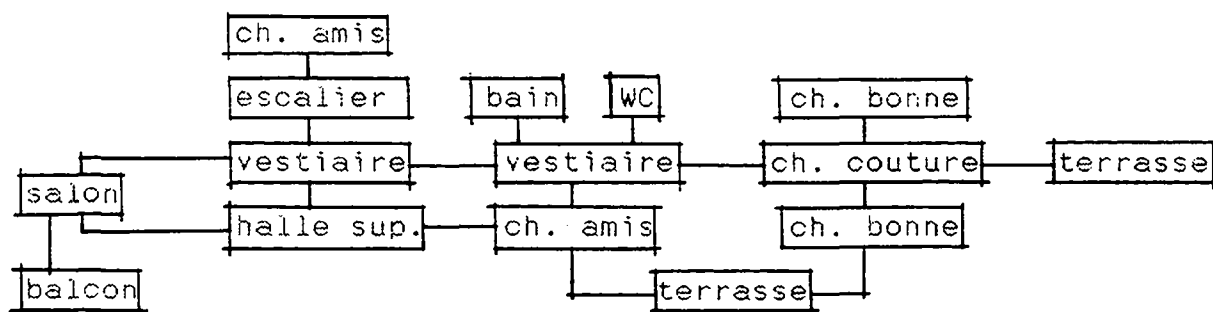 ch. amis
escalier
bain
WC
ch. bonne
vestiaire
vestiaire
ch. couture
terrasse
salon
halle sup.
ch. amis
ch. bonne
balcon
terrasse